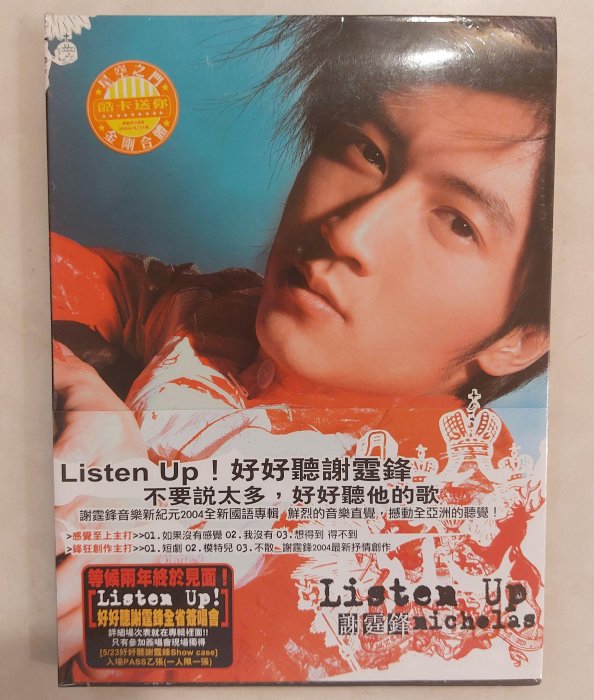 星空之門
酷卡送你
金剛合體
Listen Up！好好聽謝霆鋒
不要說太多，好好聽他的歌
謝霆鋒音樂新紀元2004全新國語專輯 鮮烈的音樂直覺，撼動全亞洲的聽覺！
>感覺至上主打>>01.如果沒有感覺 02.我沒有 03.想得到 得不到
>鋒狂創作主打>>01.短劇 02.模特兒 03.不散-謝霆鋒2004最新抒情創作
等候兩年終於見面！
Listen Up!
好好聽謝霆鋒全省簽唱會
詳細場次表就在專輯裡面!!
只有參加簽唱會現場獨得
[5/23好好聽謝霆鋒Show case]
入場PASS乙張(一人限一張)
Listen Up
謝霆鋒nicholas